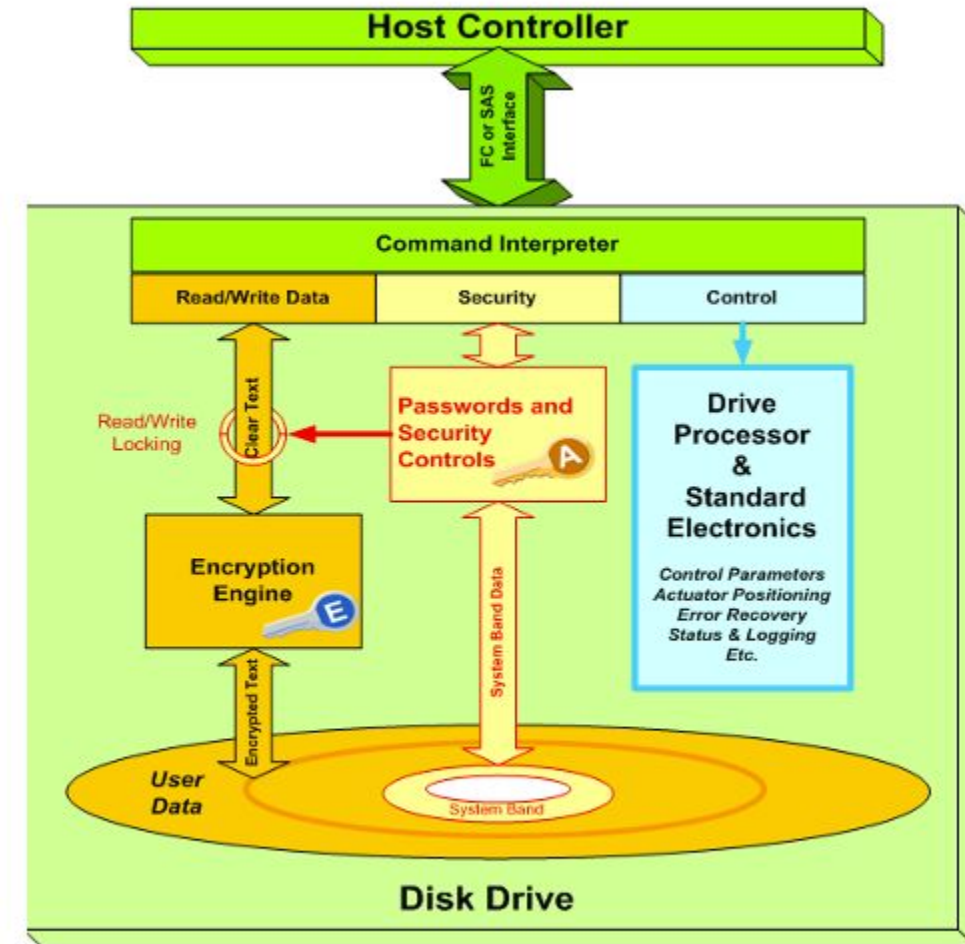 Host Controller
FC or SAS
Interface
Command Interpreter
Read/Write Data
Security
Control
Clear Text
Read/Write
Locking
Passwords and
Security
Controls
A
Drive
Processor
&
Standard
Electronics
Control Parameters
Actuator Positioning
Error Recovery
Status & Logging
Etc.
Encryption
Engine
E
Encrypted Text
System Band Data
User
Data
System Band
Disk Drive